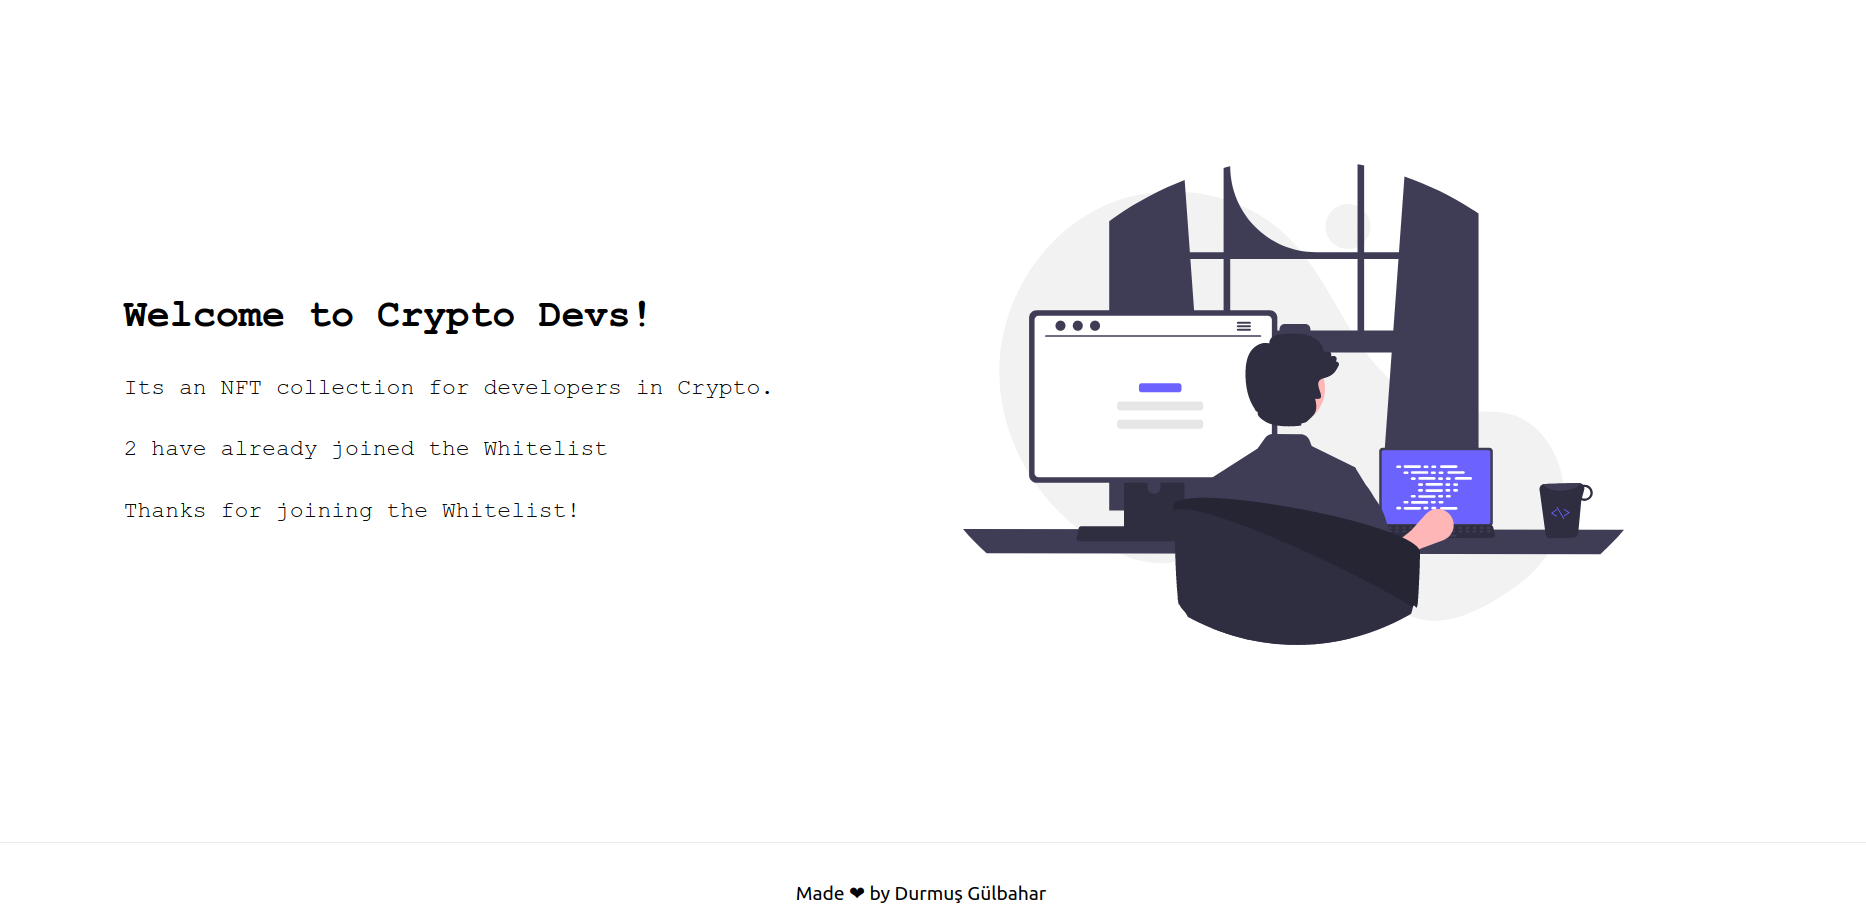 Welcome to Crypto Devs!
Its an NFT collection for developers in Crypto.
2 have already joined the Whitelist
Thanks for joining the Whitelist!
</>
Made ❤ by Durmuş Gülbahar